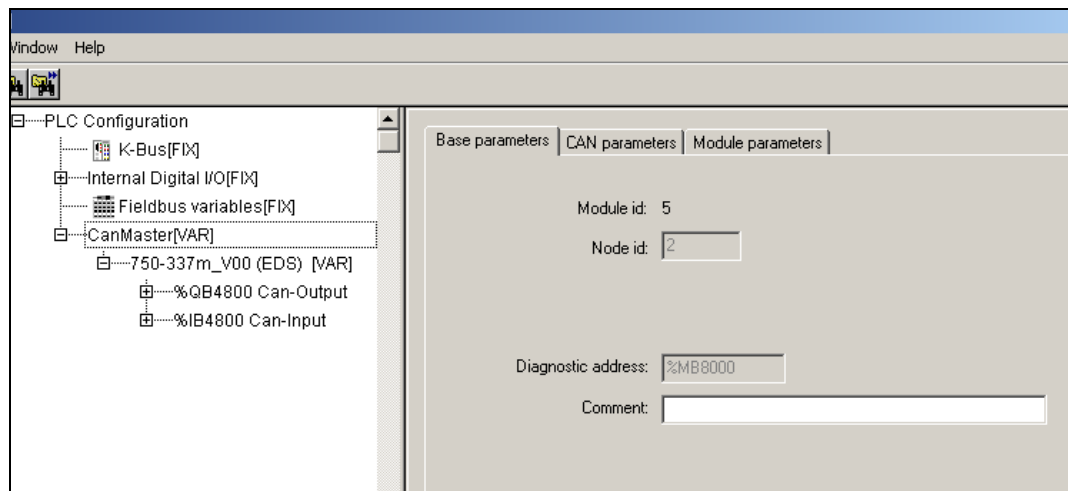 Window Help
PLC Configuration
K-Bus[FIX]
Internal Digital I/O[FIX]
Fieldbus variables[FIX]
CanMaster[VAR]
750-337m_V00 (EDS) [VAR]
%QB4800 Can-Output
%IB4800 Can-Input
Base parameters CAN parameters Module parameters
Module id: 5
Node id: 2
Diagnostic address: %MB8000
Comment: